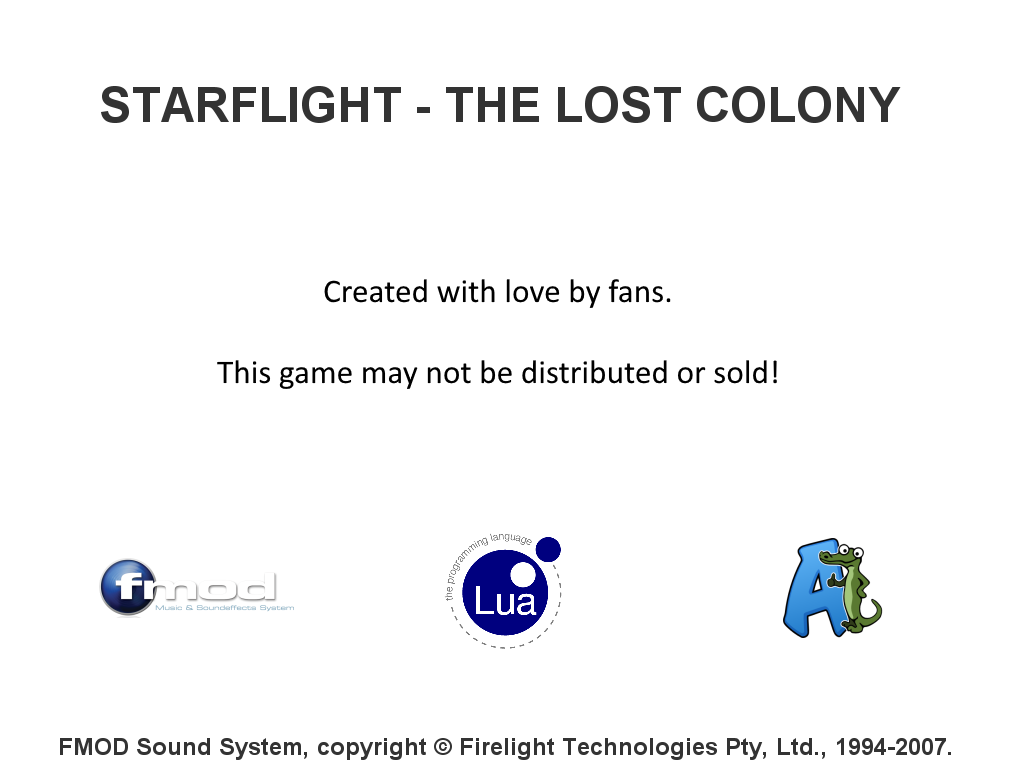 STARFLIGHT - THE LOST COLONY
Created with love by fans.
This game may not be distributed or sold!
fmod
Music & Soundeffects System
the programming language
Lua
A
FMOD Sound System, copyright © Firelight Technologies Pty, Ltd., 1994-2007.